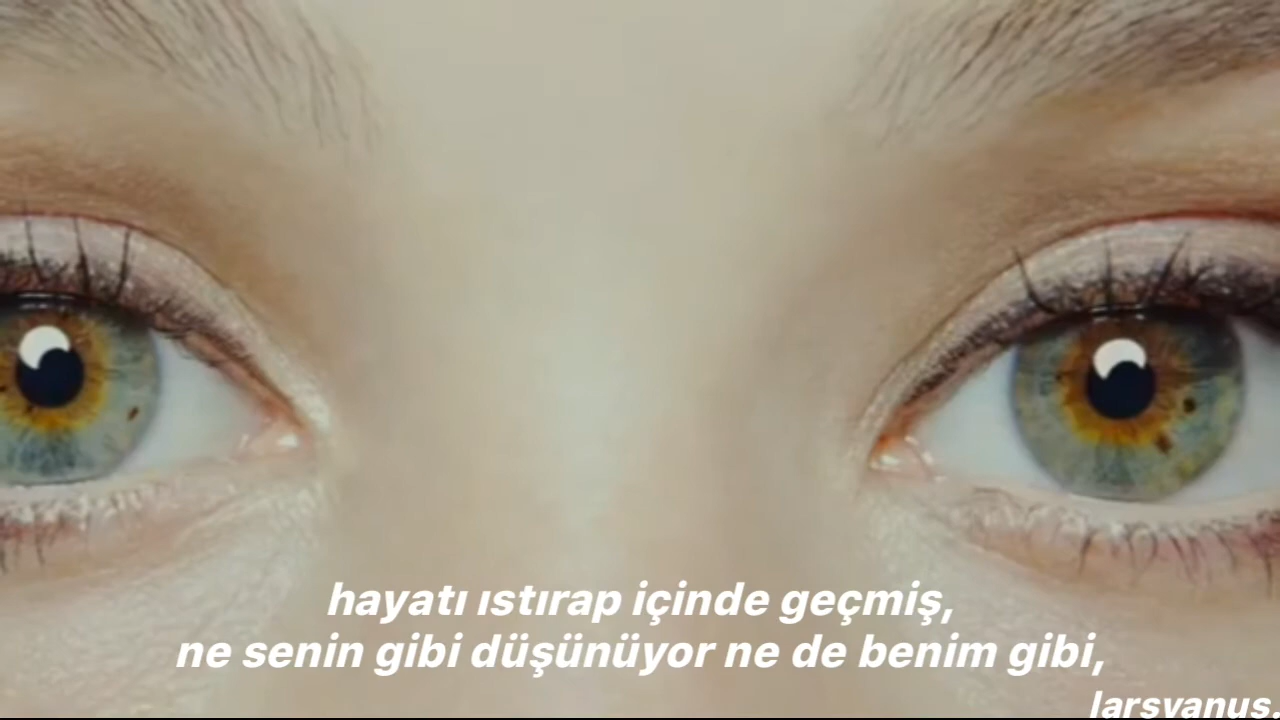 hayatı ıstırap içinde geçmiş,
ne senin gibi düşünüyor ne de benim gibi,
larsvanus.